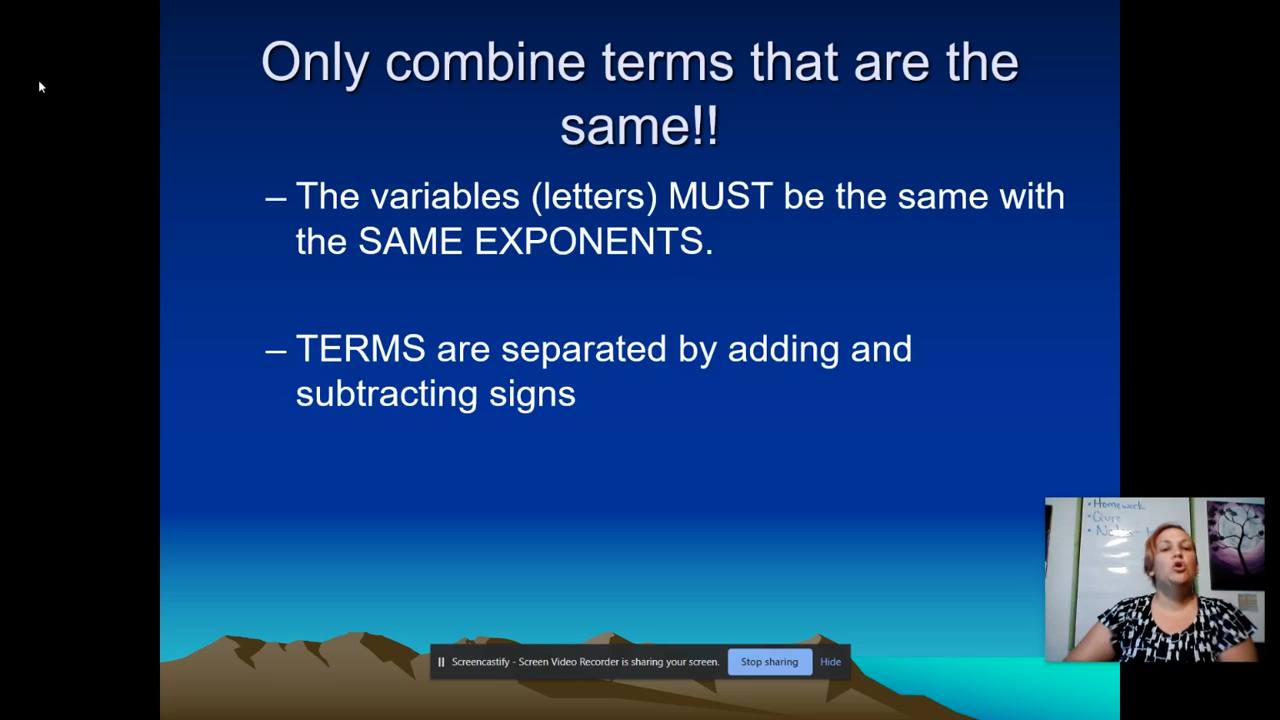 Only combine terms that are the
same!!
– The variables (letters) MUST be the same with
the SAME EXPONENTS.
– TERMS are separated by adding and
subtracting signs
• Homework
Screencastify - Screen Video Recorder is sharing your screen.
Stop sharing
Hide